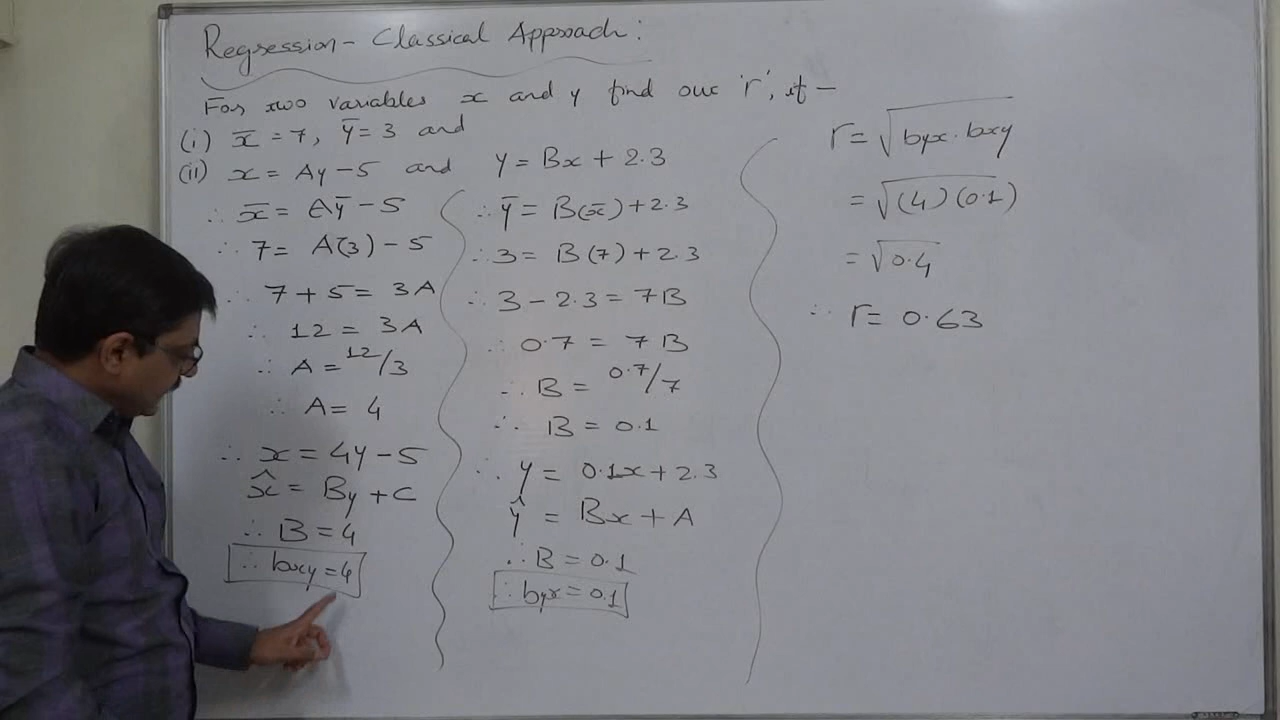 Regression - Classical Approach :
For two variables x and y find out 'r', if -
(i) x̄ = 7, ȳ = 3 and
(ii) x = Ay - 5 and y = Bx + 2.3
∴ x̄ = Aȳ - 5
∴ 7 = A(3) - 5
∴ 7 + 5 = 3A
∴ 12 = 3A
∴ A = 12/3
∴ A = 4
∴ x = 4y - 5
x̂ = By + C
∴ B = 4
∴ bxy = 4
∴ ȳ = B(x̄) + 2.3
∴ 3 = B(7) + 2.3
∴ 3 - 2.3 = 7B
∴ 0.7 = 7B
∴ B = 0.7/7
∴ B = 0.1
∴ y = 0.1x + 2.3
ŷ = Bx + A
∴ B = 0.1
∴ byx = 0.1
r = √byx . bxy
= √(4)(0.1)
= √0.4
∴ r = 0.63